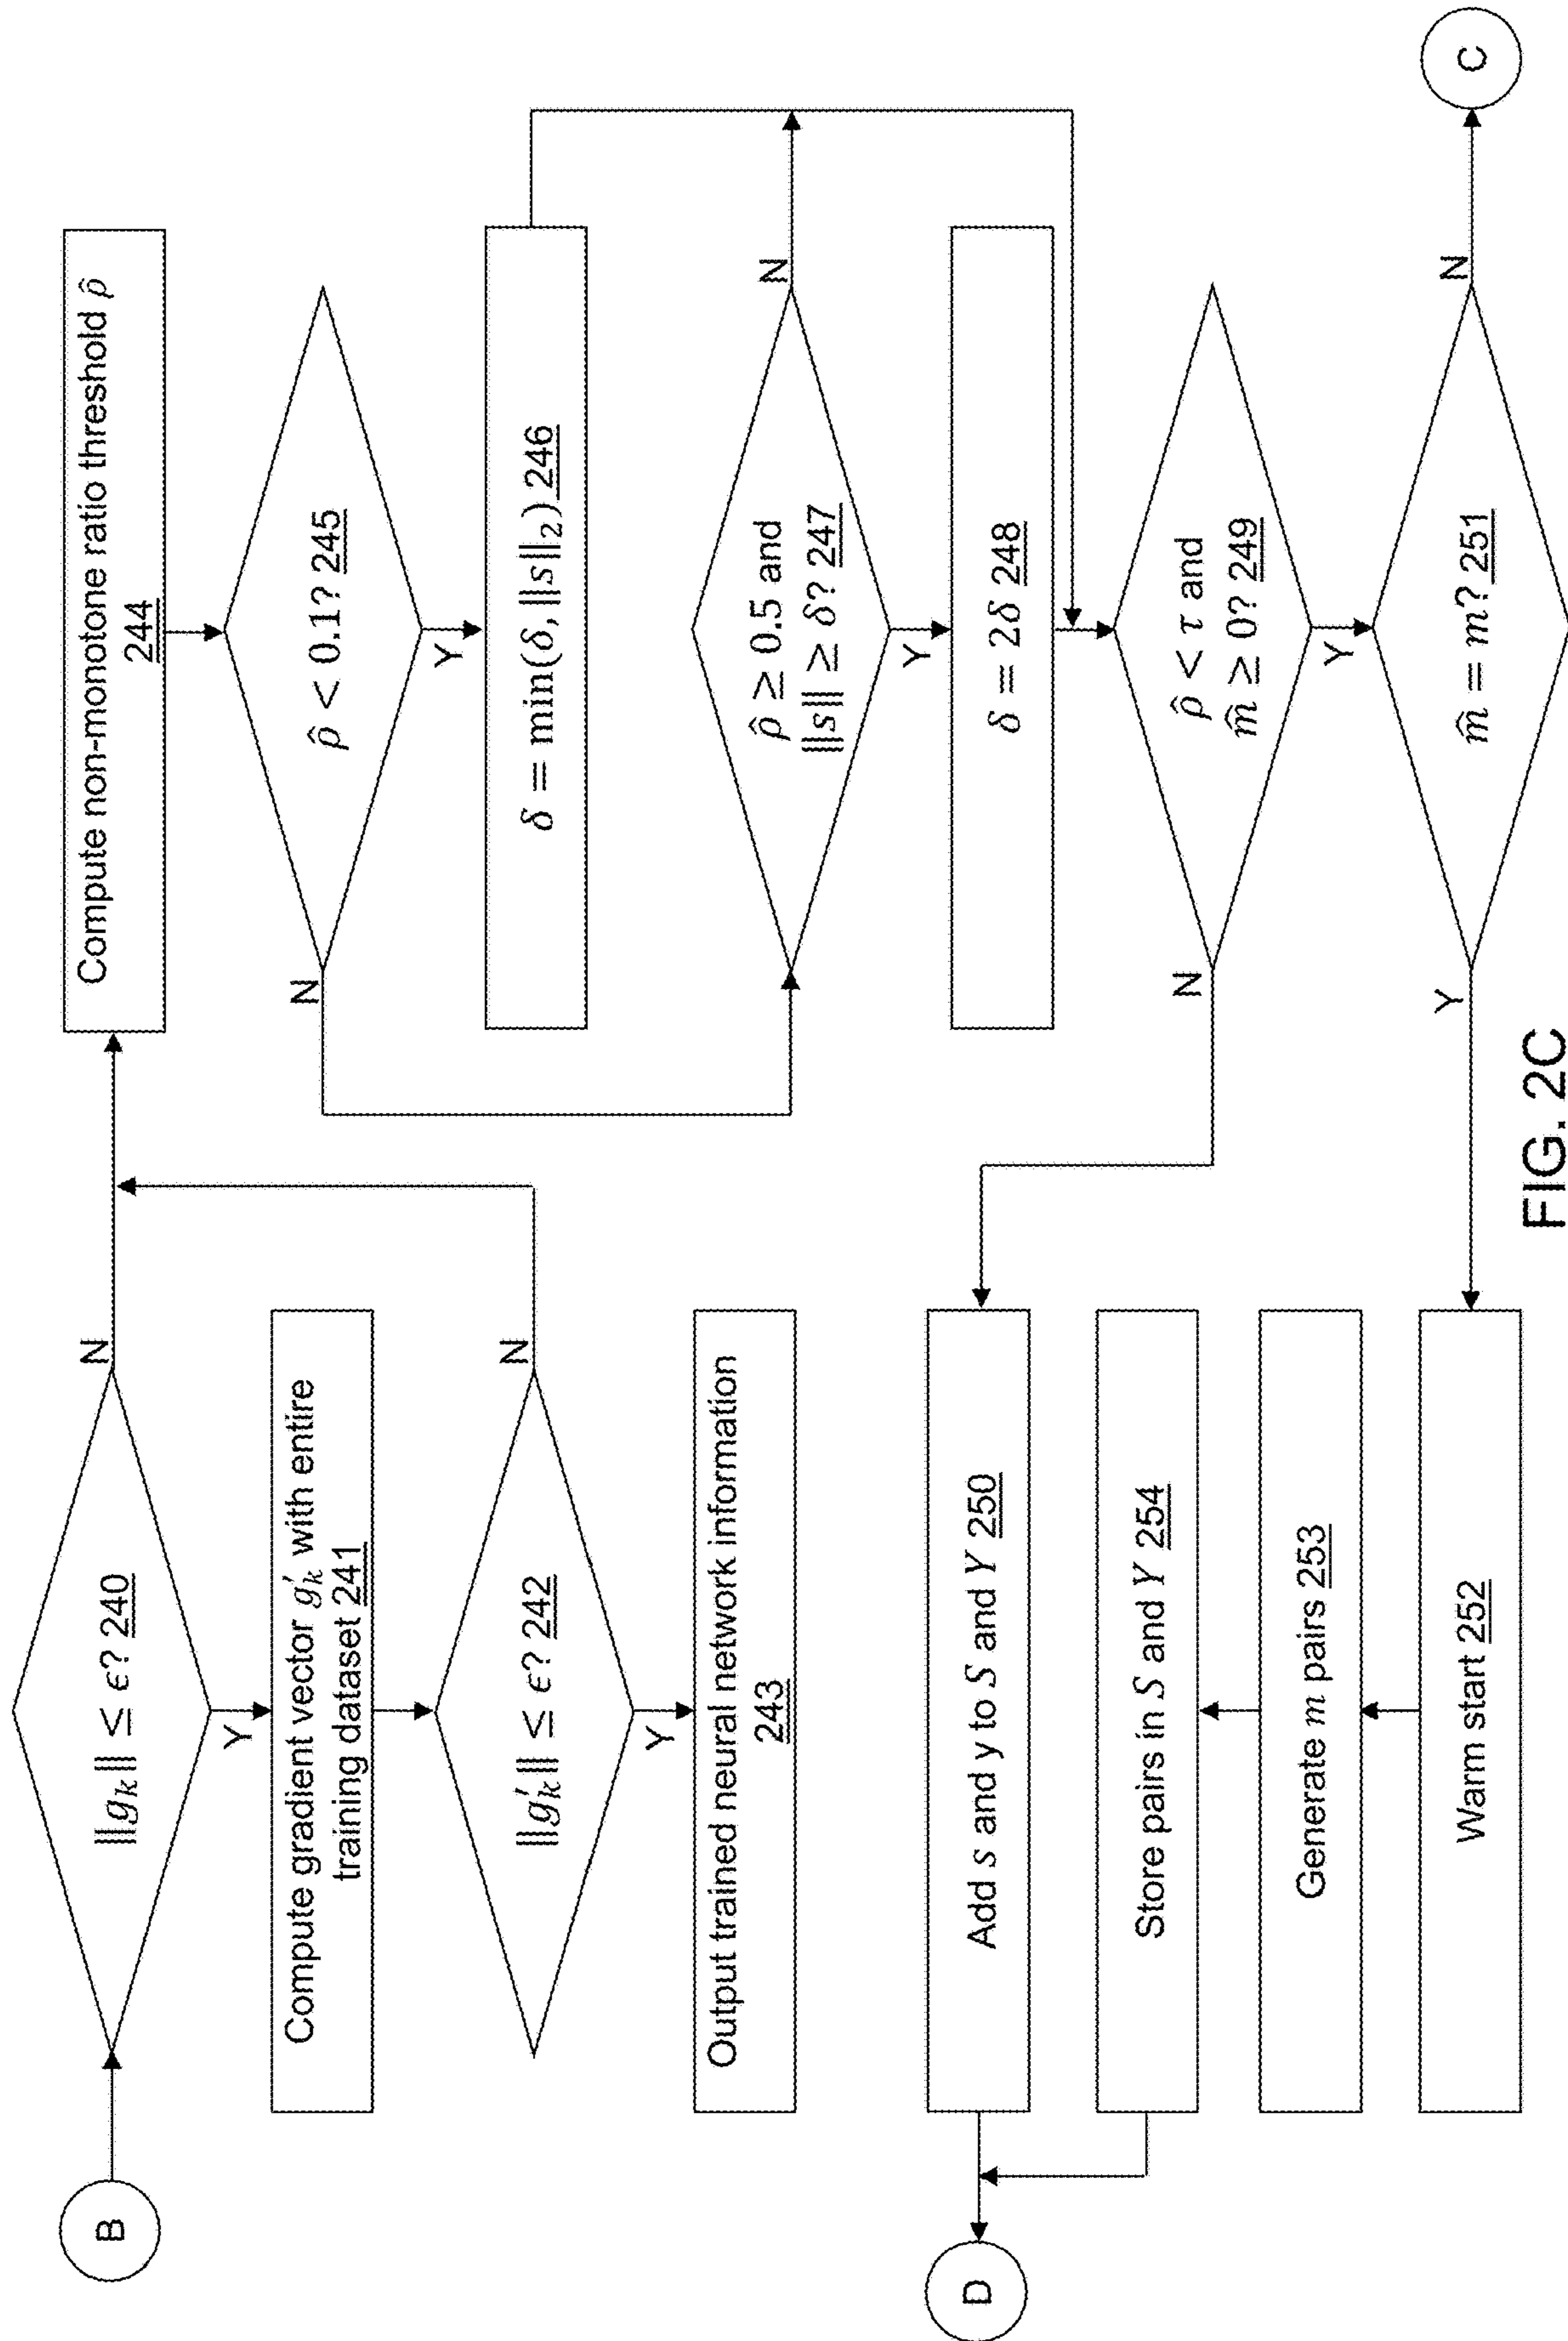 B
‖g_k‖ ≤ ϵ? 240
N
Y
Compute gradient vector g′_k with entire
training dataset 241
‖g′_k‖ ≤ ϵ? 242
N
Y
Output trained neural network information
243
Compute non-monotone ratio threshold ρ̂
244
ρ̂ < 0.1? 245
N
Y
δ = min(δ, ‖s‖₂) 246
ρ̂ ≥ 0.5 and
‖s‖ ≥ δ? 247
N
Y
δ = 2δ 248
ρ̂ < τ and
m̂ ≥ 0? 249
N
Y
m̂ = m? 251
N
Y
C
Add s and y to S and Y 250
Store pairs in S and Y 254
Generate m pairs 253
Warm start 252
D
FIG. 2C